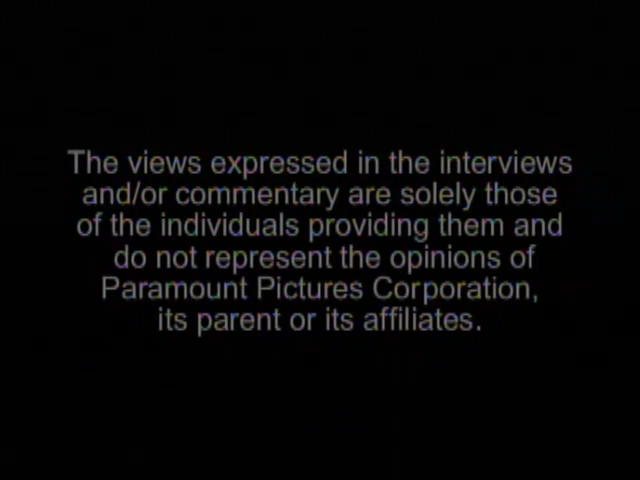 The views expressed in the interviews
and/or commentary are solely those
of the individuals providing them and
do not represent the opinions of
Paramount Pictures Corporation,
its parent or its affiliates.